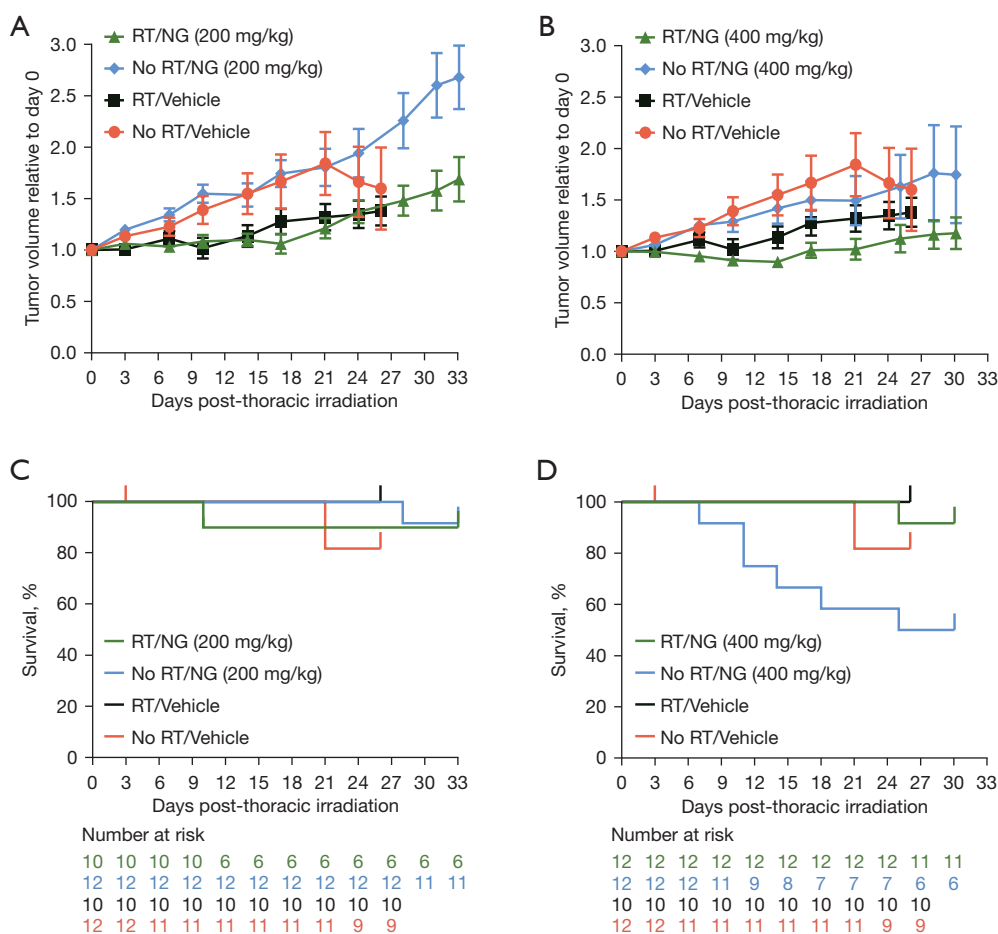 A
RT/NG (200 mg/kg)
No RT/NG (200 mg/kg)
RT/Vehicle
No RT/Vehicle
Tumor volume relative to day 0
3.0
2.5
2.0
1.5
1.0
0.5
0.0
0 3 6 9 12 15 18 21 24 27 30 33
Days post-thoracic irradiation
B
RT/NG (400 mg/kg)
No RT/NG (400 mg/kg)
RT/Vehicle
No RT/Vehicle
Tumor volume relative to day 0
3.0
2.5
2.0
1.5
1.0
0.5
0.0
0 3 6 9 12 15 18 21 24 27 30 33
Days post-thoracic irradiation
C
Survival, %
100
80
60
40
20
0
RT/NG (200 mg/kg)
No RT/NG (200 mg/kg)
RT/Vehicle
No RT/Vehicle
0 3 6 9 12 15 18 21 24 27 30 33
Days post-thoracic irradiation
Number at risk
10 10 10 10 6 6 6 6 6 6 6 6
12 12 12 12 12 12 12 12 12 12 11 11
10 10 10 10 10 10 10 10 10 10
12 12 11 11 11 11 11 11 9 9
D
Survival, %
100
80
60
40
20
0
RT/NG (400 mg/kg)
No RT/NG (400 mg/kg)
RT/Vehicle
No RT/Vehicle
0 3 6 9 12 15 18 21 24 27 30 33
Days post-thoracic irradiation
Number at risk
12 12 12 12 12 12 12 12 12 11 11
12 12 12 11 9 8 7 7 7 6 6
10 10 10 10 10 10 10 10 10 10
12 12 11 11 11 11 11 11 9 9